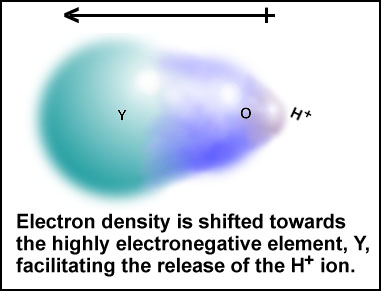 Y O H+
Electron density is shifted towards
the highly electronegative element, Y,
facilitating the release of the H+ ion.